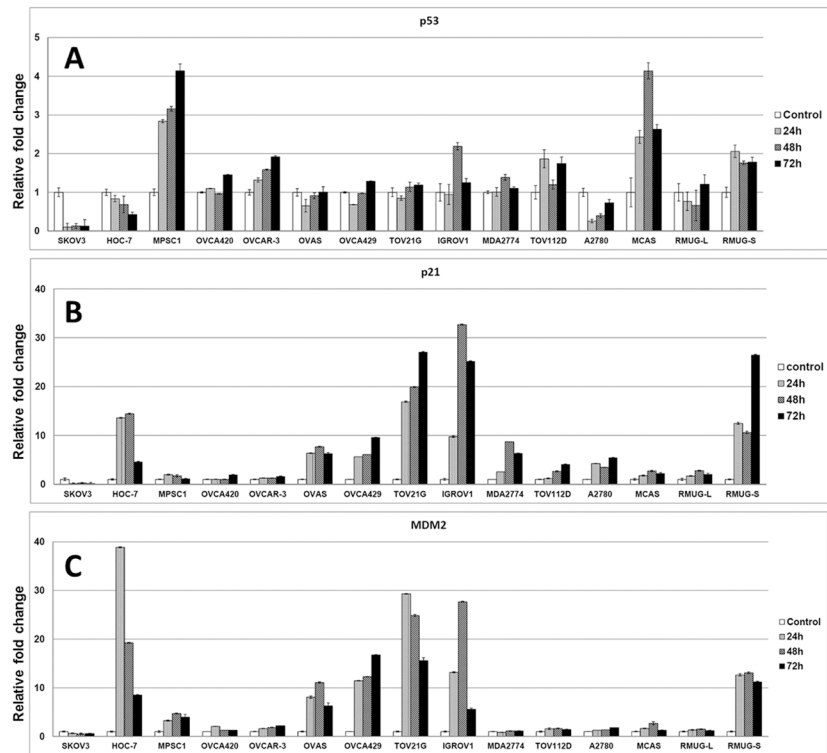 p53
A
Relative fold change
5
4
3
2
1
0
SKOV3 HOC-7 MPSC1 OVCA420 OVCAR-3 OVAS OVCA429 TOV21G IGROV1 MDA2774 TOV112D A2780 MCAS RMUG-L RMUG-S
Control
24h
48h
72h
p21
B
Relative fold change
40
30
20
10
0
SKOV3 HOC-7 MPSC1 OVCA420 OVCAR-3 OVAS OVCA429 TOV21G IGROV1 MDA2774 TOV112D A2780 MCAS RMUG-L RMUG-S
control
24h
48h
72h
MDM2
C
Relative fold change
40
30
20
10
0
SKOV3 HOC-7 MPSC1 OVCA420 OVCAR-3 OVAS OVCA429 TOV21G IGROV1 MDA2774 TOV112D A2780 MCAS RMUG-L RMUG-S
Control
24h
48h
72h